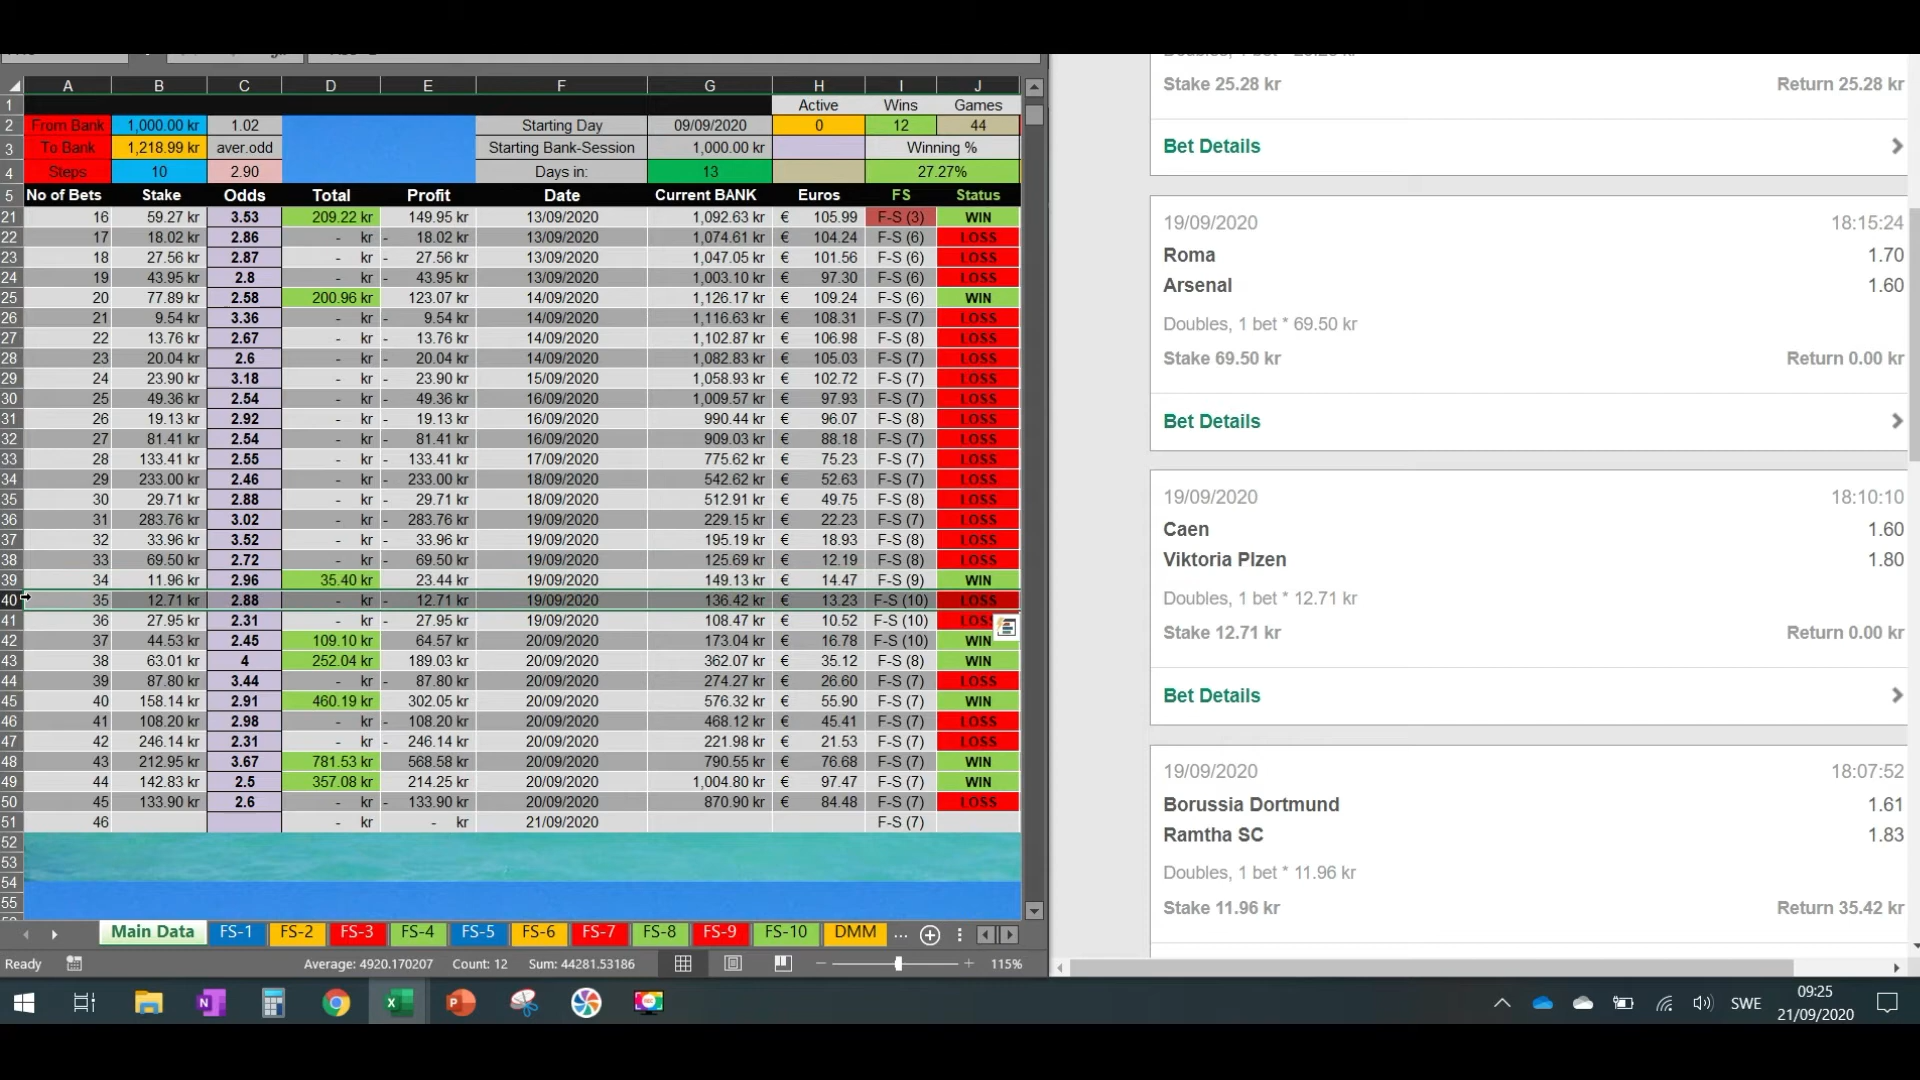 A B C D E F G H I J
1 Active Wins Games
2 From Bank 1,000.00 kr 1.02 Starting Day 09/09/2020 0 12 44
3 To Bank 1,218.99 kr aver.odd Starting Bank-Session 1,000.00 kr Winning %
4 Steps 10 2.90 Days in: 13 27.27%
5 No of Bets Stake Odds Total Profit Date Current BANK Euros FS Status
21 16 59.27 kr 3.53 209.22 kr 149.95 kr 13/09/2020 1,092.63 kr € 105.99 F-S (3) WIN
22 17 18.02 kr 2.86 - kr - 18.02 kr 13/09/2020 1,074.61 kr € 104.24 F-S (6) LOSS
23 18 27.56 kr 2.87 - kr - 27.56 kr 13/09/2020 1,047.05 kr € 101.56 F-S (6) LOSS
24 19 43.95 kr 2.8 - kr - 43.95 kr 13/09/2020 1,003.10 kr € 97.30 F-S (6) LOSS
25 20 77.89 kr 2.58 200.96 kr 123.07 kr 14/09/2020 1,126.17 kr € 109.24 F-S (6) WIN
26 21 9.54 kr 3.36 - kr - 9.54 kr 14/09/2020 1,116.63 kr € 108.31 F-S (7) LOSS
27 22 13.76 kr 2.67 - kr - 13.76 kr 14/09/2020 1,102.87 kr € 106.98 F-S (8) LOSS
28 23 20.04 kr 2.6 - kr - 20.04 kr 14/09/2020 1,082.83 kr € 105.03 F-S (7) LOSS
29 24 23.90 kr 3.18 - kr - 23.90 kr 15/09/2020 1,058.93 kr € 102.72 F-S (7) LOSS
30 25 49.36 kr 2.54 - kr - 49.36 kr 16/09/2020 1,009.57 kr € 97.93 F-S (7) LOSS
31 26 19.13 kr 2.92 - kr - 19.13 kr 16/09/2020 990.44 kr € 96.07 F-S (8) LOSS
32 27 81.41 kr 2.54 - kr - 81.41 kr 16/09/2020 909.03 kr € 88.18 F-S (7) LOSS
33 28 133.41 kr 2.55 - kr - 133.41 kr 17/09/2020 775.62 kr € 75.23 F-S (7) LOSS
34 29 233.00 kr 2.46 - kr - 233.00 kr 18/09/2020 542.62 kr € 52.63 F-S (7) LOSS
35 30 29.71 kr 2.88 - kr - 29.71 kr 18/09/2020 512.91 kr € 49.75 F-S (8) LOSS
36 31 283.76 kr 3.02 - kr - 283.76 kr 19/09/2020 229.15 kr € 22.23 F-S (7) LOSS
37 32 33.96 kr 3.52 - kr - 33.96 kr 19/09/2020 195.19 kr € 18.93 F-S (8) LOSS
38 33 69.50 kr 2.72 - kr - 69.50 kr 19/09/2020 125.69 kr € 12.19 F-S (8) LOSS
39 34 11.96 kr 2.96 35.40 kr 23.44 kr 19/09/2020 149.13 kr € 14.47 F-S (9) WIN
40 35 12.71 kr 2.88 - kr - 12.71 kr 19/09/2020 136.42 kr € 13.23 F-S (10) LOSS
41 36 27.95 kr 2.31 - kr - 27.95 kr 19/09/2020 108.47 kr € 10.52 F-S (10) LOSS
42 37 44.53 kr 2.45 109.10 kr 64.57 kr 20/09/2020 173.04 kr € 16.78 F-S (10) WIN
43 38 63.01 kr 4 252.04 kr 189.03 kr 20/09/2020 362.07 kr € 35.12 F-S (8) WIN
44 39 87.80 kr 3.44 - kr - 87.80 kr 20/09/2020 274.27 kr € 26.60 F-S (7) LOSS
45 40 158.14 kr 2.91 460.19 kr 302.05 kr 20/09/2020 576.32 kr € 55.90 F-S (7) WIN
46 41 108.20 kr 2.98 - kr - 108.20 kr 20/09/2020 468.12 kr € 45.41 F-S (7) LOSS
47 42 246.14 kr 2.31 - kr - 246.14 kr 20/09/2020 221.98 kr € 21.53 F-S (7) LOSS
48 43 212.95 kr 3.67 781.53 kr 568.58 kr 20/09/2020 790.55 kr € 76.68 F-S (7) WIN
49 44 142.83 kr 2.5 357.08 kr 214.25 kr 20/09/2020 1,004.80 kr € 97.47 F-S (7) WIN
50 45 133.90 kr 2.6 - kr - 133.90 kr 20/09/2020 870.90 kr € 84.48 F-S (7) LOSS
51 46 - kr - kr 21/09/2020 F-S (7)
52
53
54
55
Main Data FS-1 FS-2 FS-3 FS-4 FS-5 FS-6 FS-7 FS-8 FS-9 FS-10 DMM ...
Ready Average: 4920.170207 Count: 12 Sum: 44281.53186 115%
Stake 25.28 kr Return 25.28 kr
Bet Details
19/09/2020 18:15:24
Roma 1.70
Arsenal 1.60
Doubles, 1 bet * 69.50 kr
Stake 69.50 kr Return 0.00 kr
Bet Details
19/09/2020 18:10:10
Caen 1.60
Viktoria Plzen 1.80
Doubles, 1 bet * 12.71 kr
Stake 12.71 kr Return 0.00 kr
Bet Details
19/09/2020 18:07:52
Borussia Dortmund 1.61
Ramtha SC 1.83
Doubles, 1 bet * 11.96 kr
Stake 11.96 kr Return 35.42 kr
SWE 09:25
21/09/2020